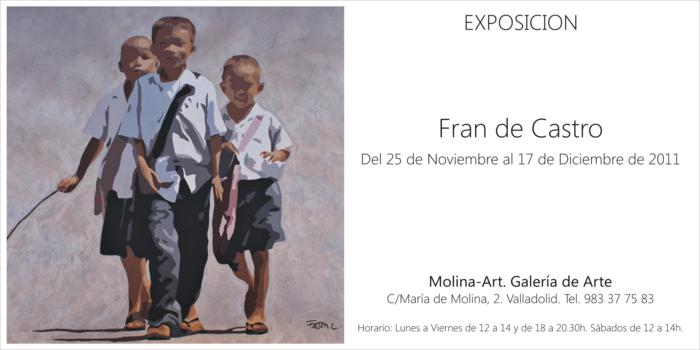 EXPOSICION
Fran de Castro
Del 25 de Noviembre al 17 de Diciembre de 2011
Molina-Art. Galería de Arte
C/María de Molina, 2. Valladolid. Tel. 983 37 75 83
Horario: Lunes a Viernes de 12 a 14 y de 18 a 20.30h. Sábados de 12 a 14h.